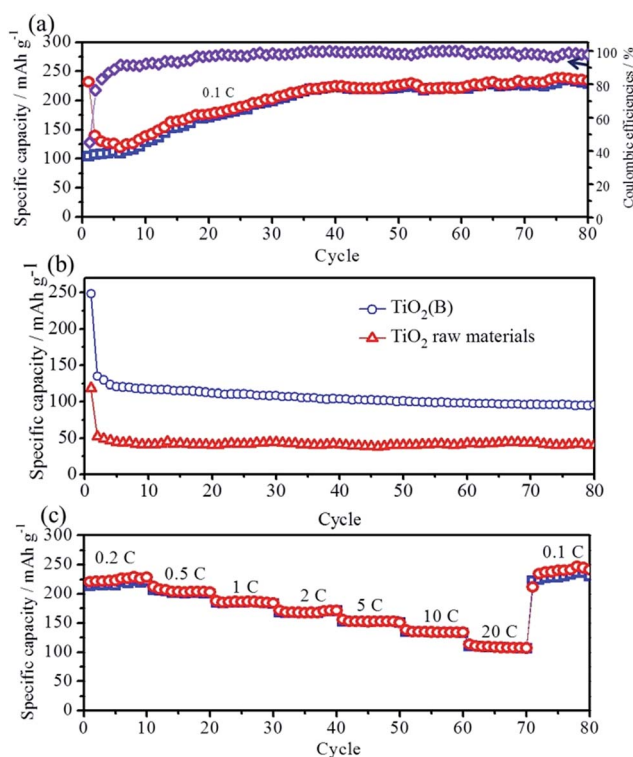 (a)
Specific capacity / mAh g-1
300
250
200
150
100
50
0
0.1 C
100
80
60
40
20
0
Coulombic efficiencies / %
0 10 20 30 40 50 60 70 80
Cycle
(b)
Specific capacity / mAh g-1
250
200
150
100
50
0
TiO2(B)
TiO2 raw materials
0 10 20 30 40 50 60 70 80
Cycle
(c)
Specific capacity / mAh g-1
300
250
200
150
100
50
0
0.2 C
0.5 C
1 C
2 C
5 C
10 C
20 C
0.1 C
0 10 20 30 40 50 60 70 80
Cycle